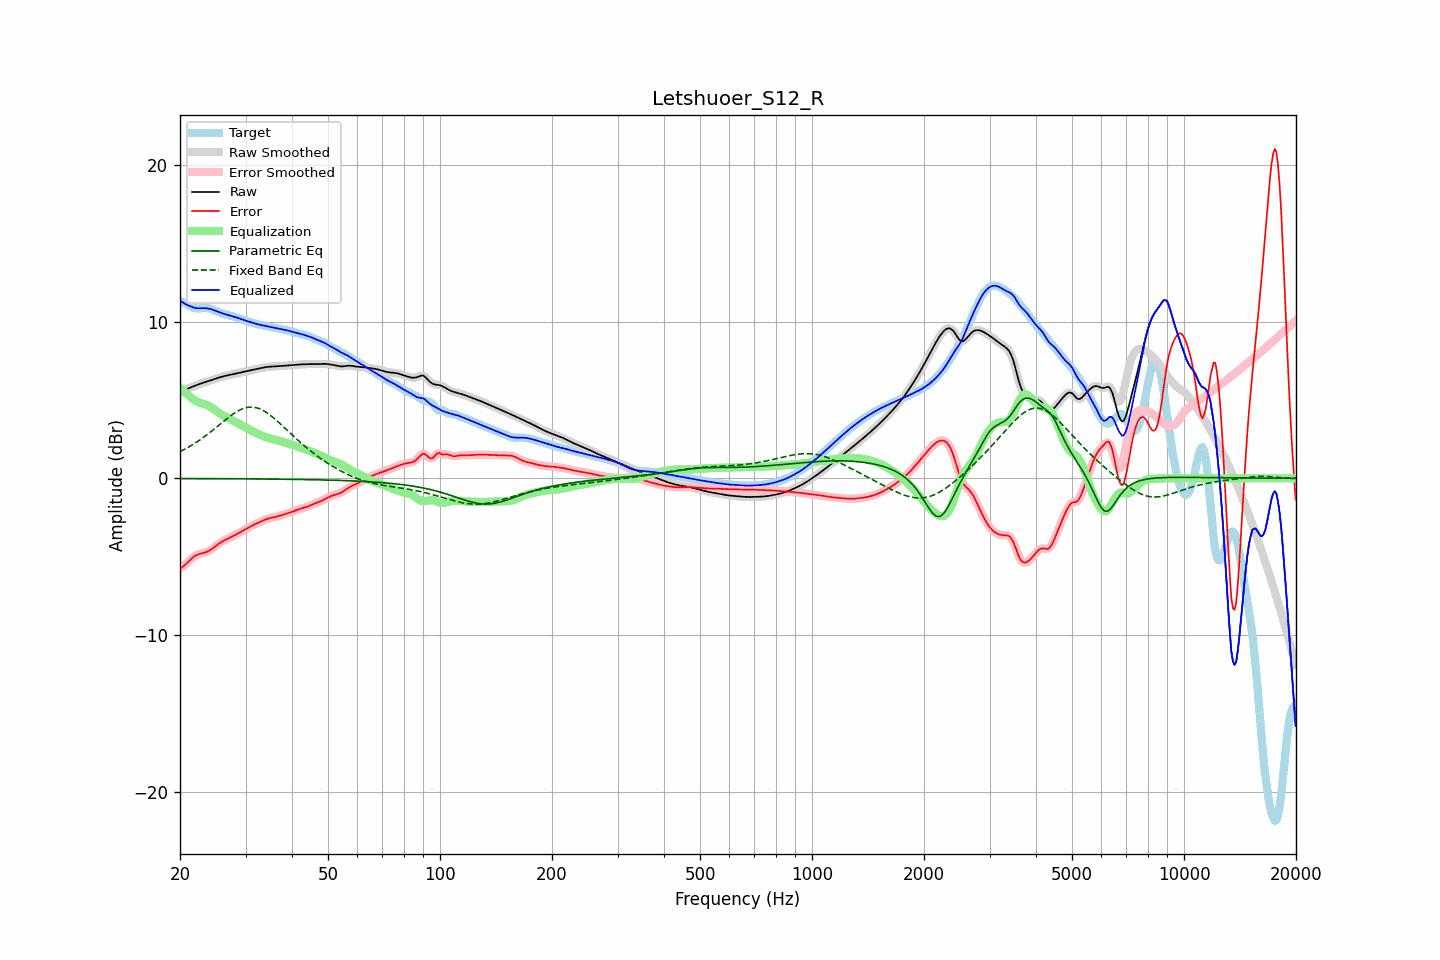 Letshuoer_S12_R
Target
Raw Smoothed
Error Smoothed
Raw
Error
Equalization
Parametric Eq
Fixed Band Eq
Equalized
20
10
0
−10
−20
Amplitude (dBr)
20
50
100
200
500
1000
2000
5000
10000
20000
Frequency (Hz)